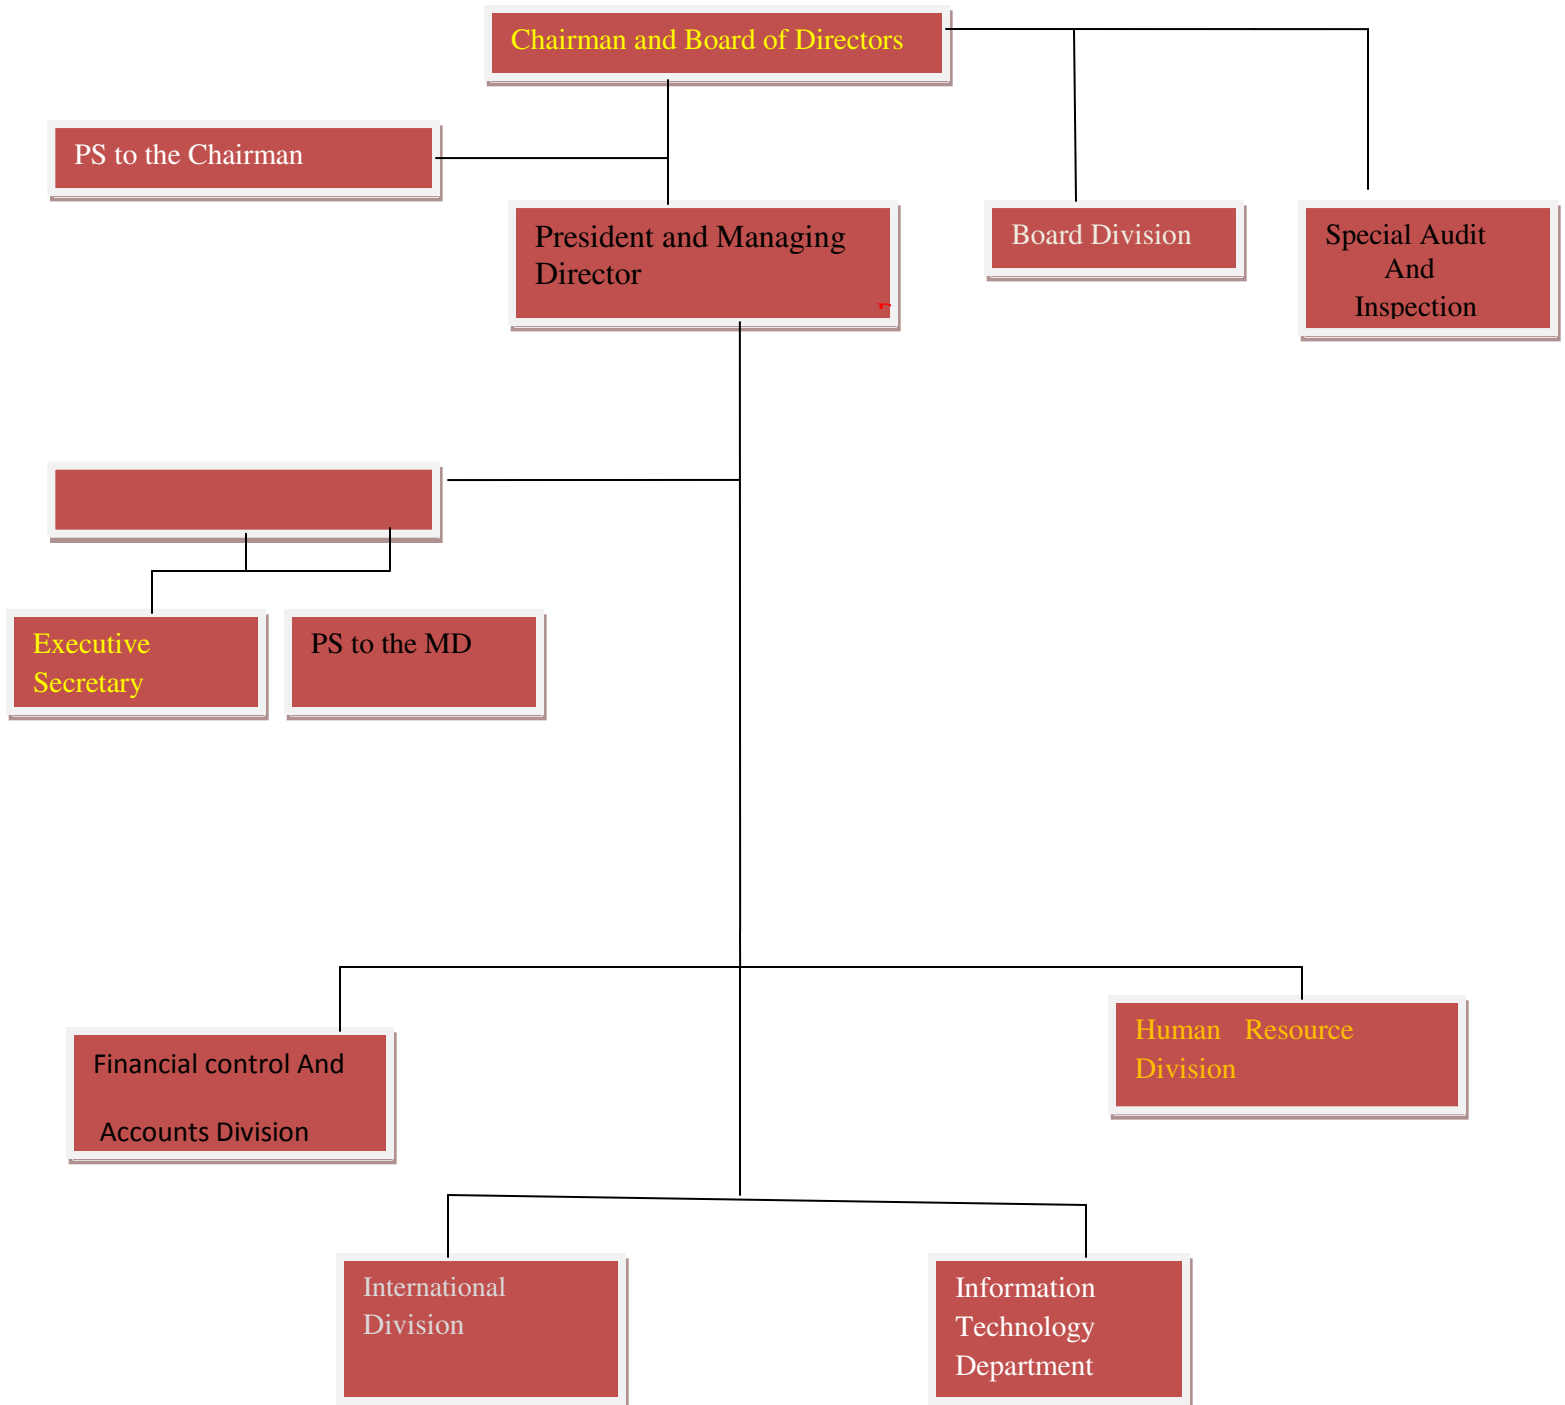 Chairman and Board of Directors
PS to the Chairman
President and Managing
Director
Board Division
Special Audit
And
Inspection
Executive
Secretary
PS to the MD
Financial control And
Accounts Division
Human Resource
Division
International
Division
Information
Technology
Department